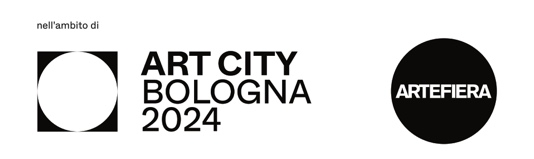 nell'ambito di
ART CITY
BOLOGNA
2024
ARTEFIERA